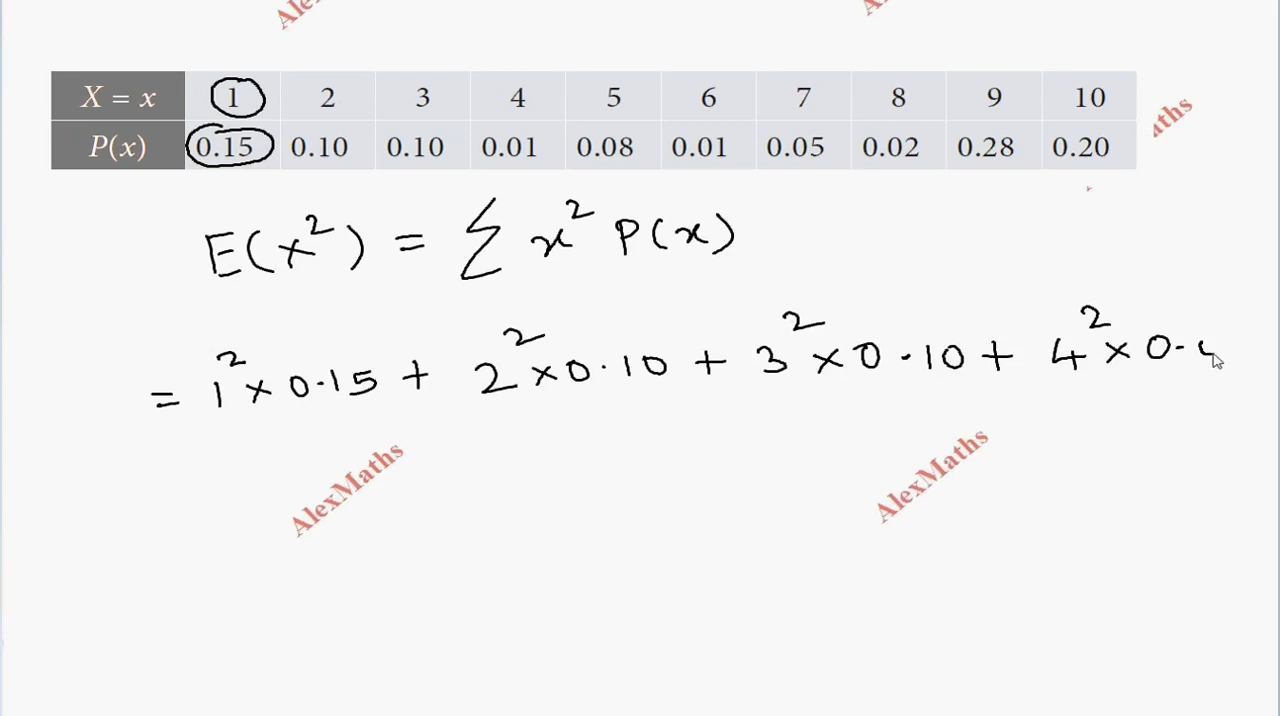 Ale
A
X = x 1 2 3 4 5 6 7 8 9 10
P(x) 0.15 0.10 0.10 0.01 0.08 0.01 0.05 0.02 0.28 0.20
Maths
E(x²) = ∑ x² P(x)
= 1² × 0.15 + 2² × 0.10 + 3² × 0.10 + 4² × 0.
AlexMaths
AlexMaths